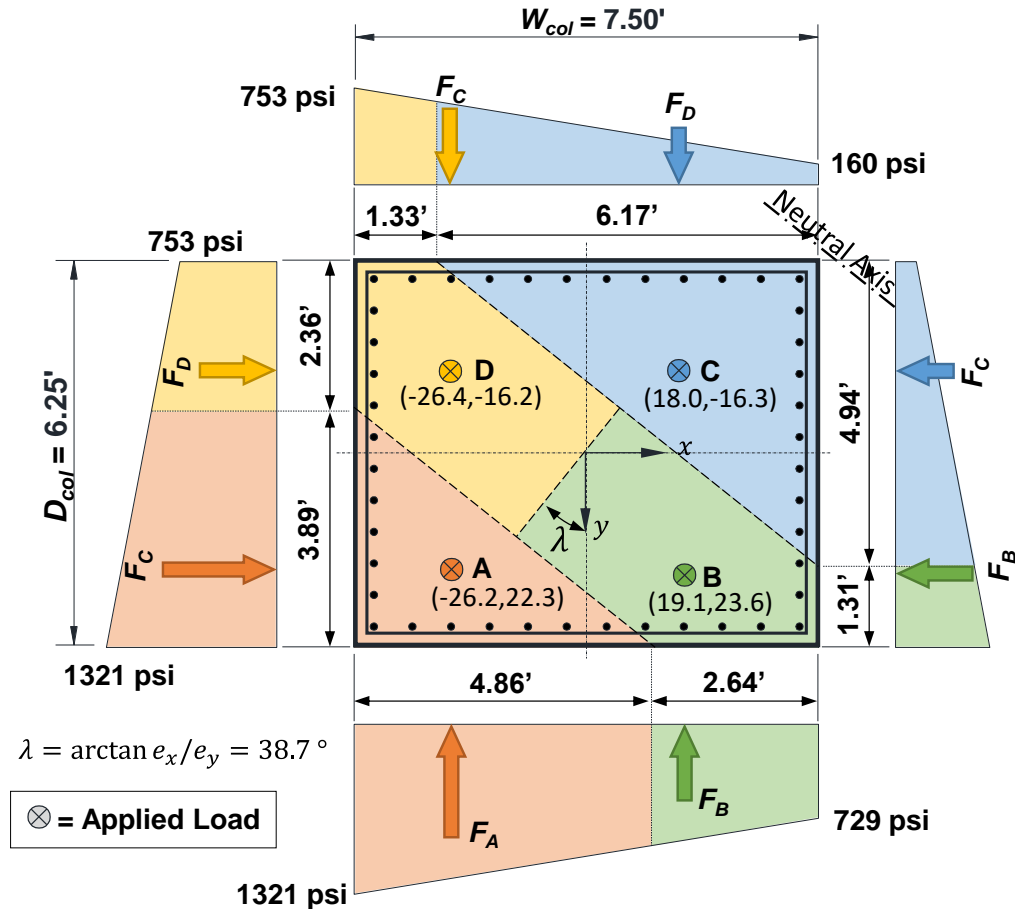 W_col = 7.50'
753 psi
F_C
F_D
160 psi
1.33'
6.17'
Neutral Axis
753 psi
D_col = 6.25'
F_D
2.36'
D
(-26.4,-16.2)
C
(18.0,-16.3)
F_C
4.94'
x
y
λ
F_C
3.89'
A
(-26.2,22.3)
B
(19.1,23.6)
1.31'
F_B
1321 psi
4.86'
2.64'
λ = arctan e_x/e_y = 38.7 °
⊗ = Applied Load
F_A
F_B
729 psi
1321 psi